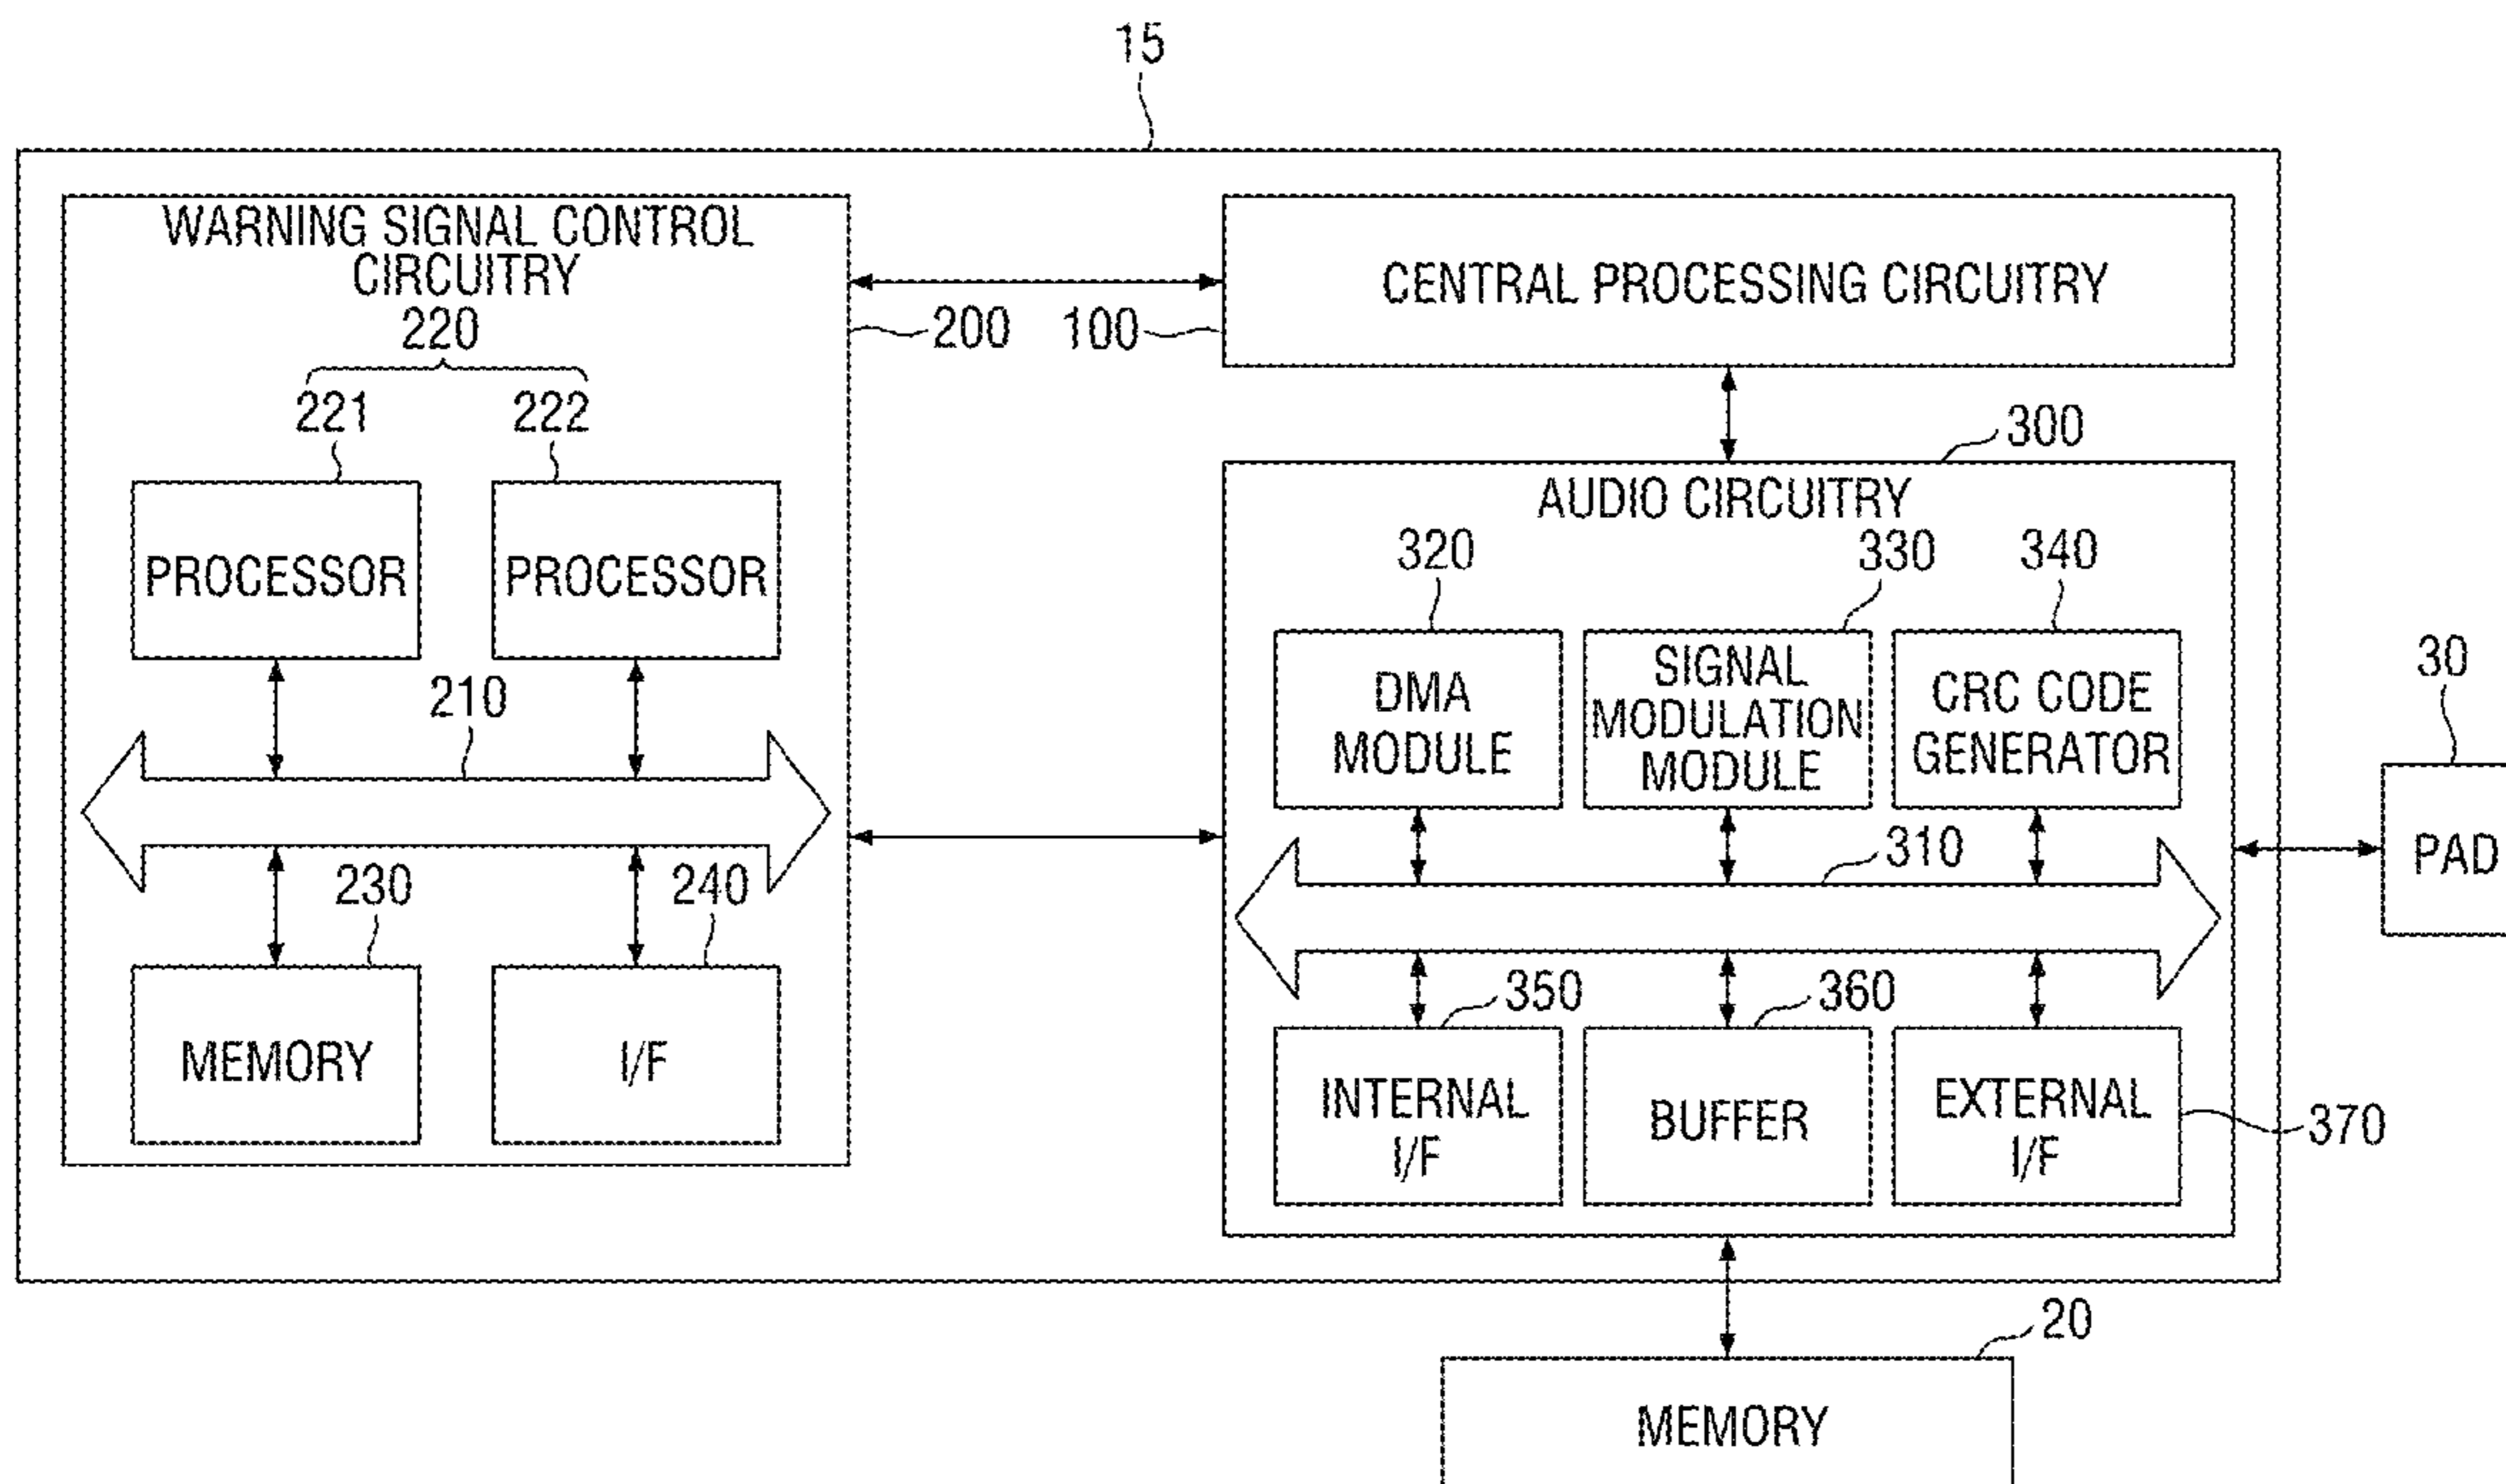 15
WARNING SIGNAL CONTROL
CIRCUITRY
220
221
222
PROCESSOR
PROCESSOR
210
230
240
MEMORY
I/F
200
100
CENTRAL PROCESSING CIRCUITRY
300
AUDIO CIRCUITRY
320
330
340
DMA
MODULE
SIGNAL
MODULATION
MODULE
CRC CODE
GENERATOR
310
350
360
INTERNAL
I/F
BUFFER
EXTERNAL
I/F
370
30
PAD
20
MEMORY